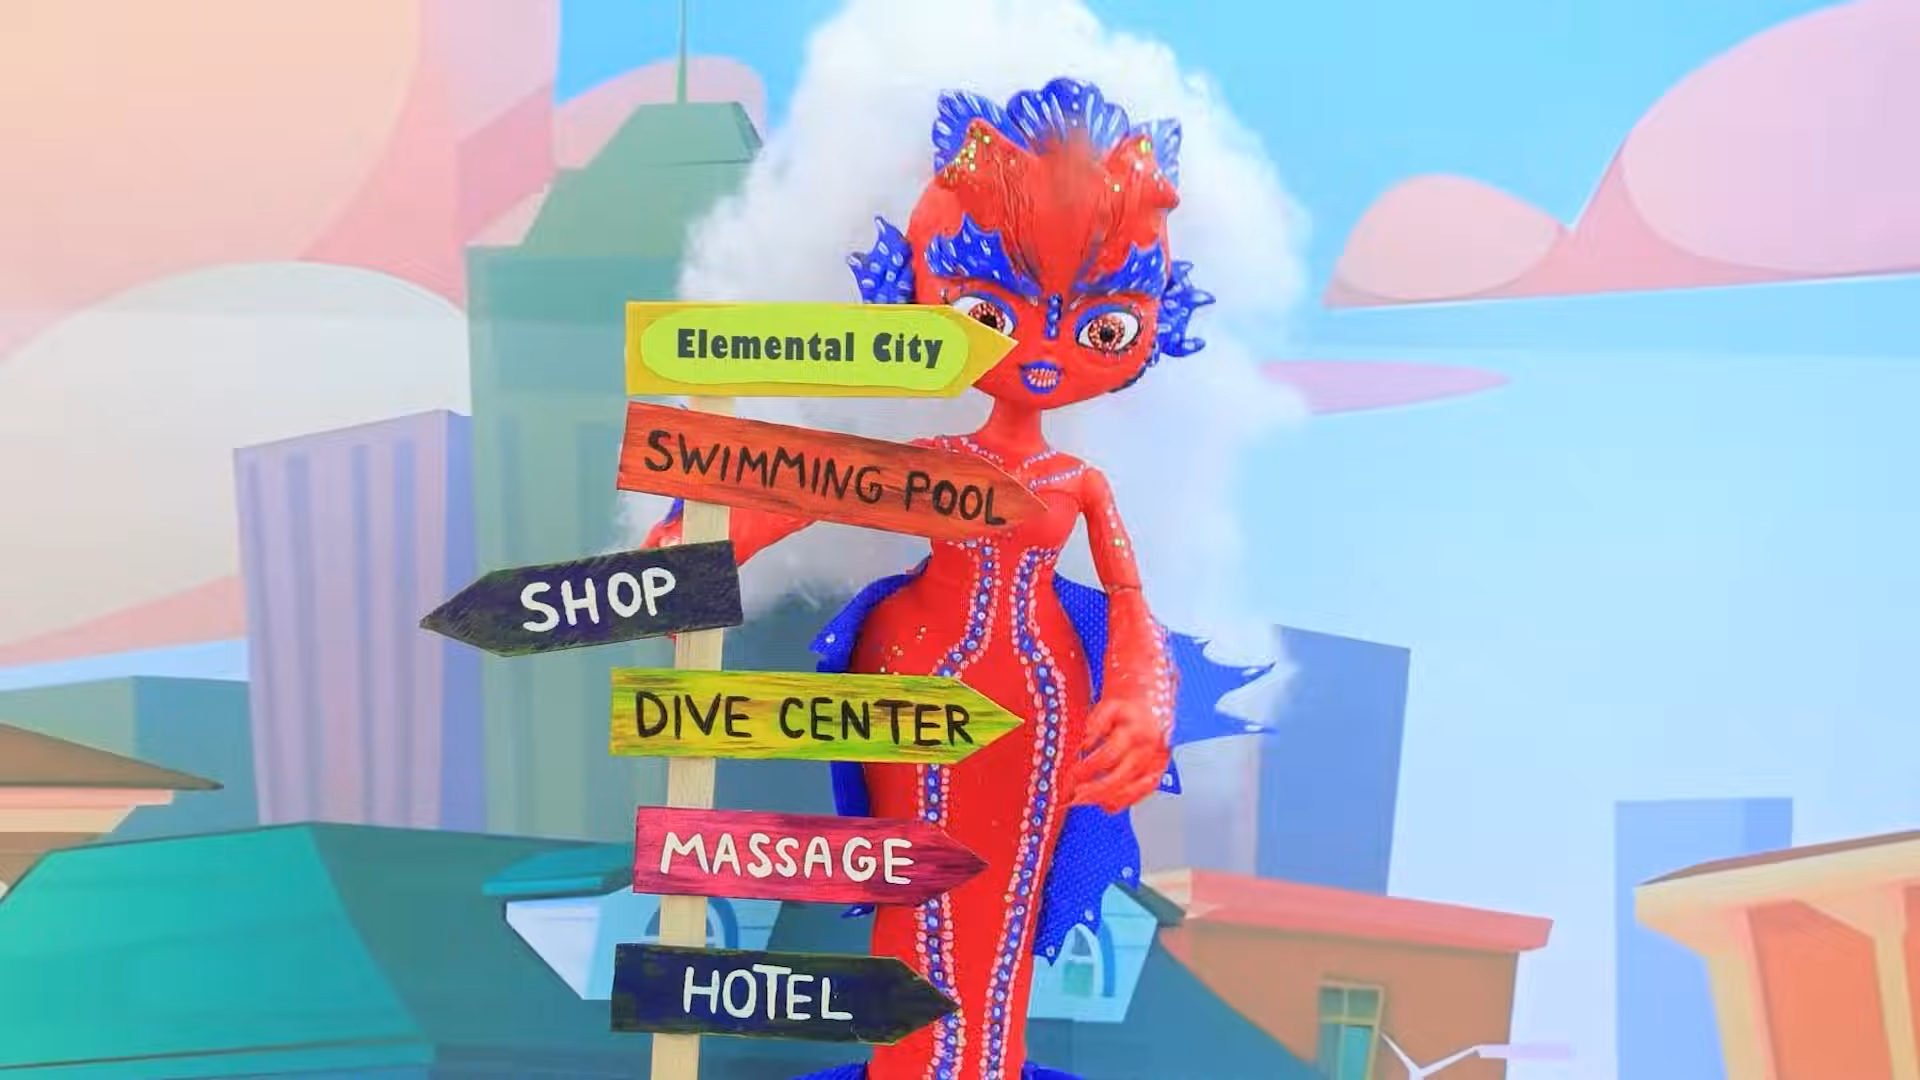 Elemental City
SWIMMING POOL
SHOP
DIVE CENTER
MASSAGE
HOTEL